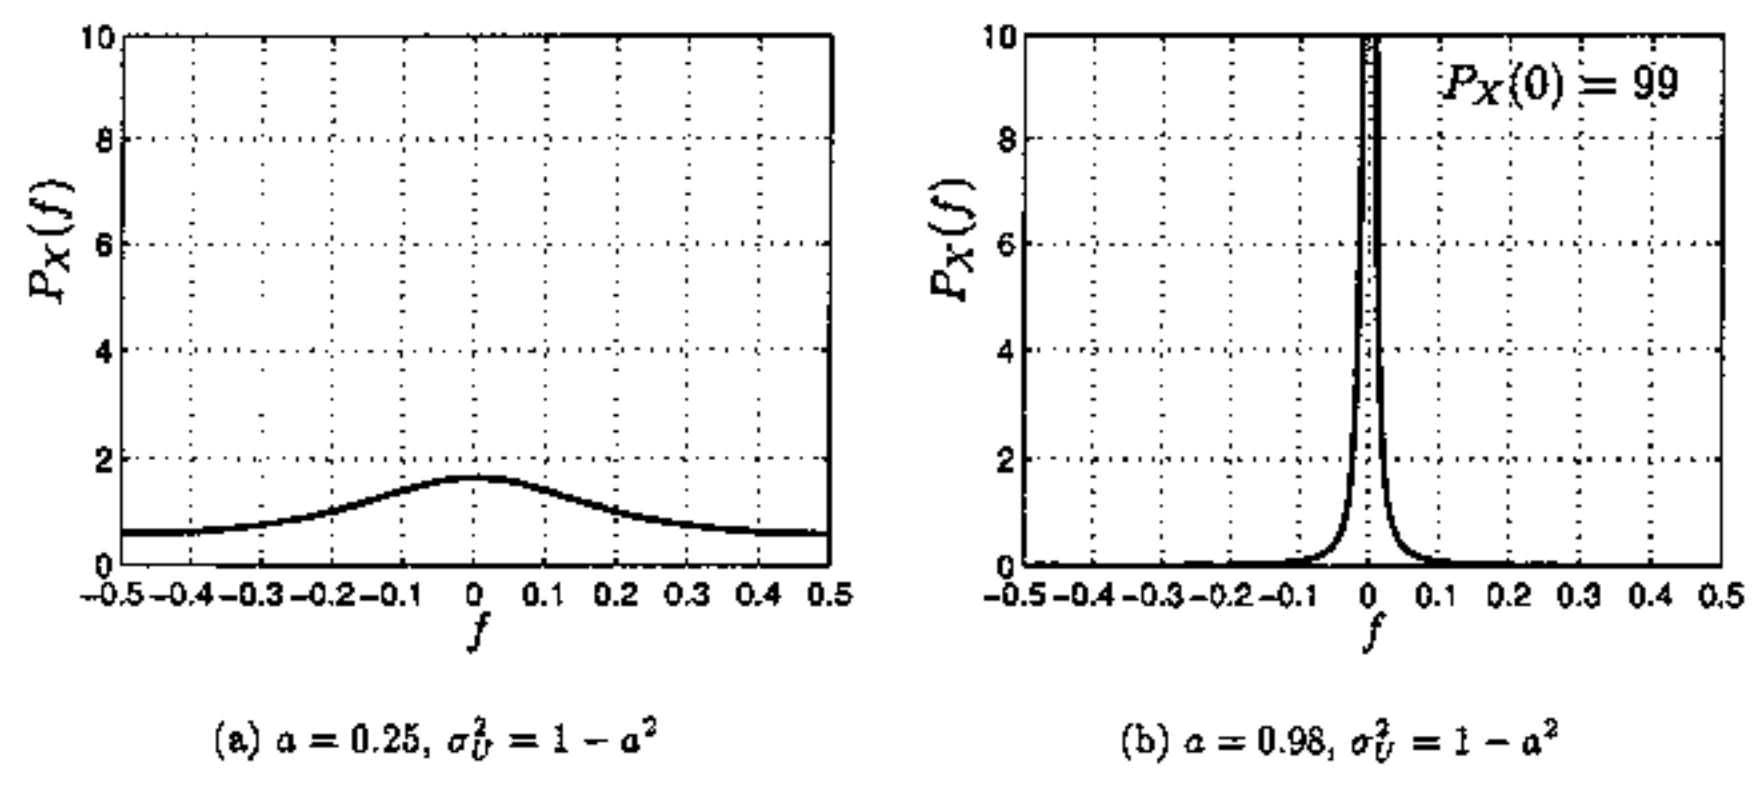 10
8
6
4
2
0
P_X(f)
-0.5 -0.4 -0.3 -0.2 -0.1 0 0.1 0.2 0.3 0.4 0.5
f
(a) a = 0.25, σ_U^2 = 1 − a^2
10
8
6
4
2
0
P_X(f)
P_X(0) = 99
-0.5 -0.4 -0.3 -0.2 -0.1 0 0.1 0.2 0.3 0.4 0.5
f
(b) a = 0.98, σ_U^2 = 1 − a^2